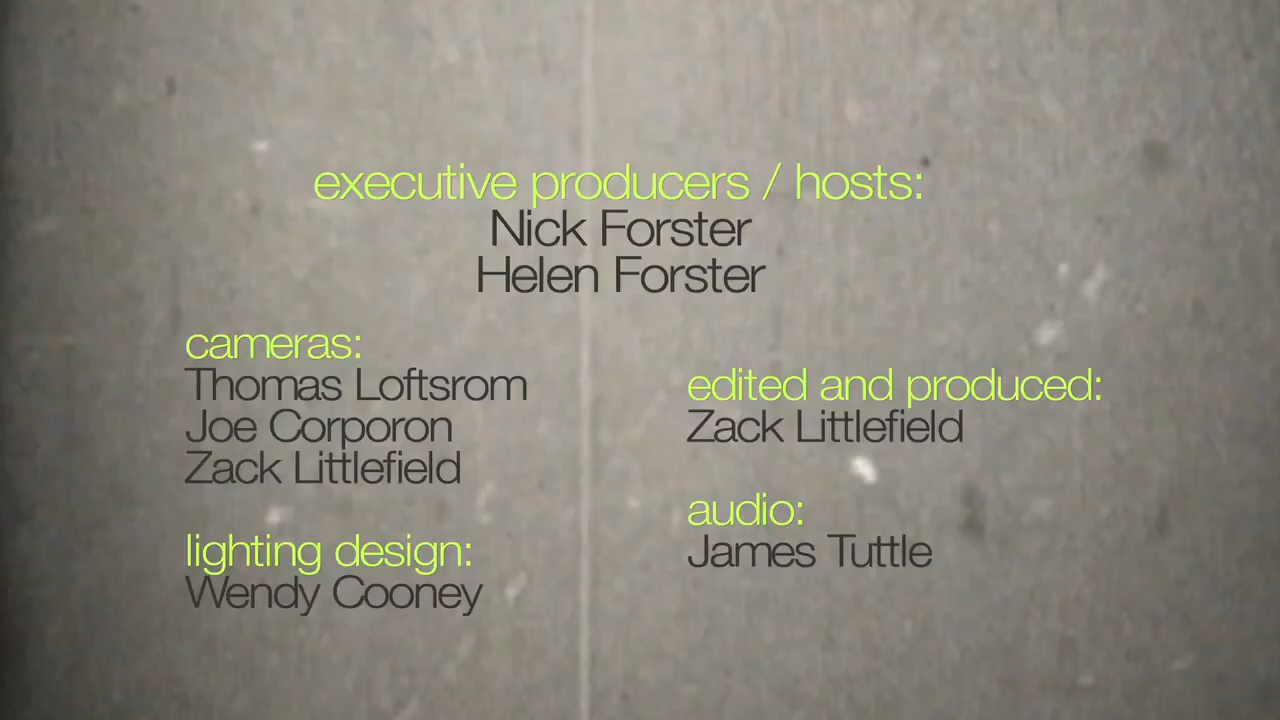 executive producers / hosts:
Nick Forster
Helen Forster
cameras:
Thomas Loftsrom
Joe Corporon
Zack Littlefield
lighting design:
Wendy Cooney
edited and produced:
Zack Littlefield
audio:
James Tuttle